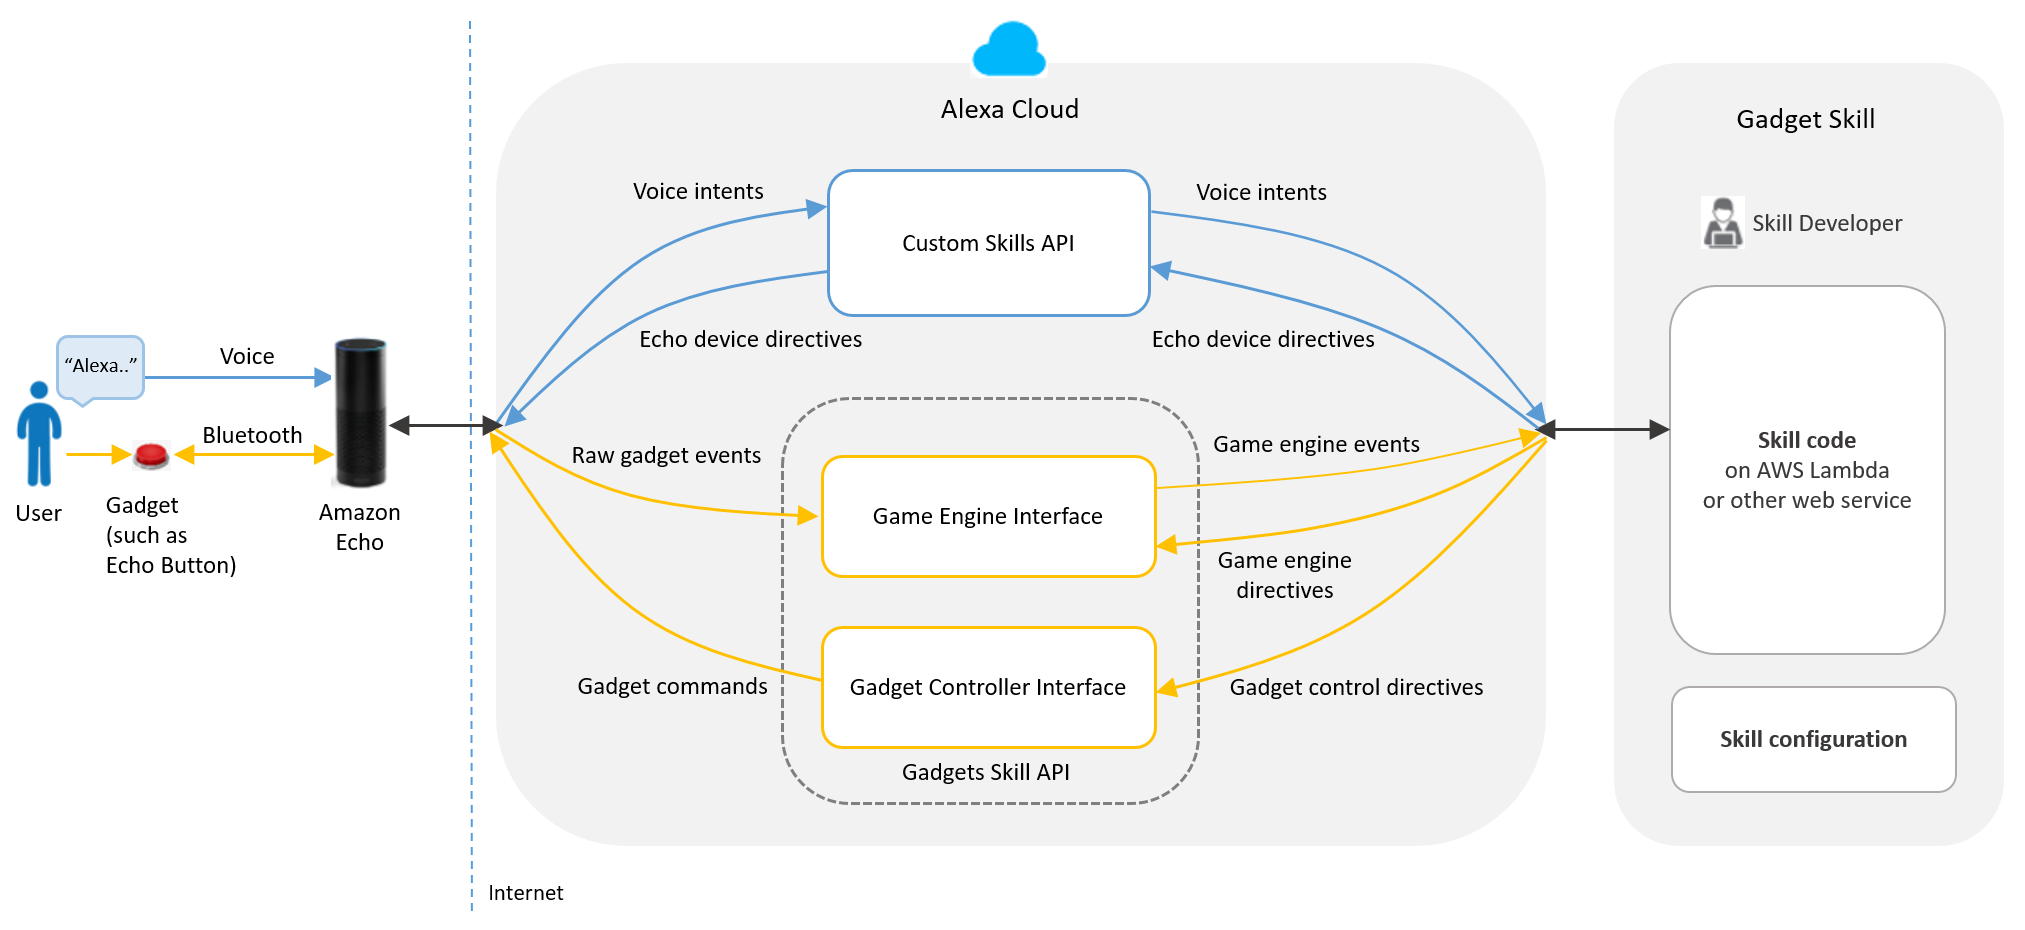 Alexa Cloud
Gadget Skill
Voice intents
Voice intents
Custom Skills API
Skill Developer
Echo device directives
Echo device directives
Voice
“Alexa..”
Bluetooth
Raw gadget events
Game engine events
Skill code
on AWS Lambda
or other web service
User
Gadget
(such as
Echo Button)
Amazon
Echo
Game Engine Interface
Game engine
directives
Gadget commands
Gadget Controller Interface
Gadget control directives
Skill configuration
Gadgets Skill API
Internet